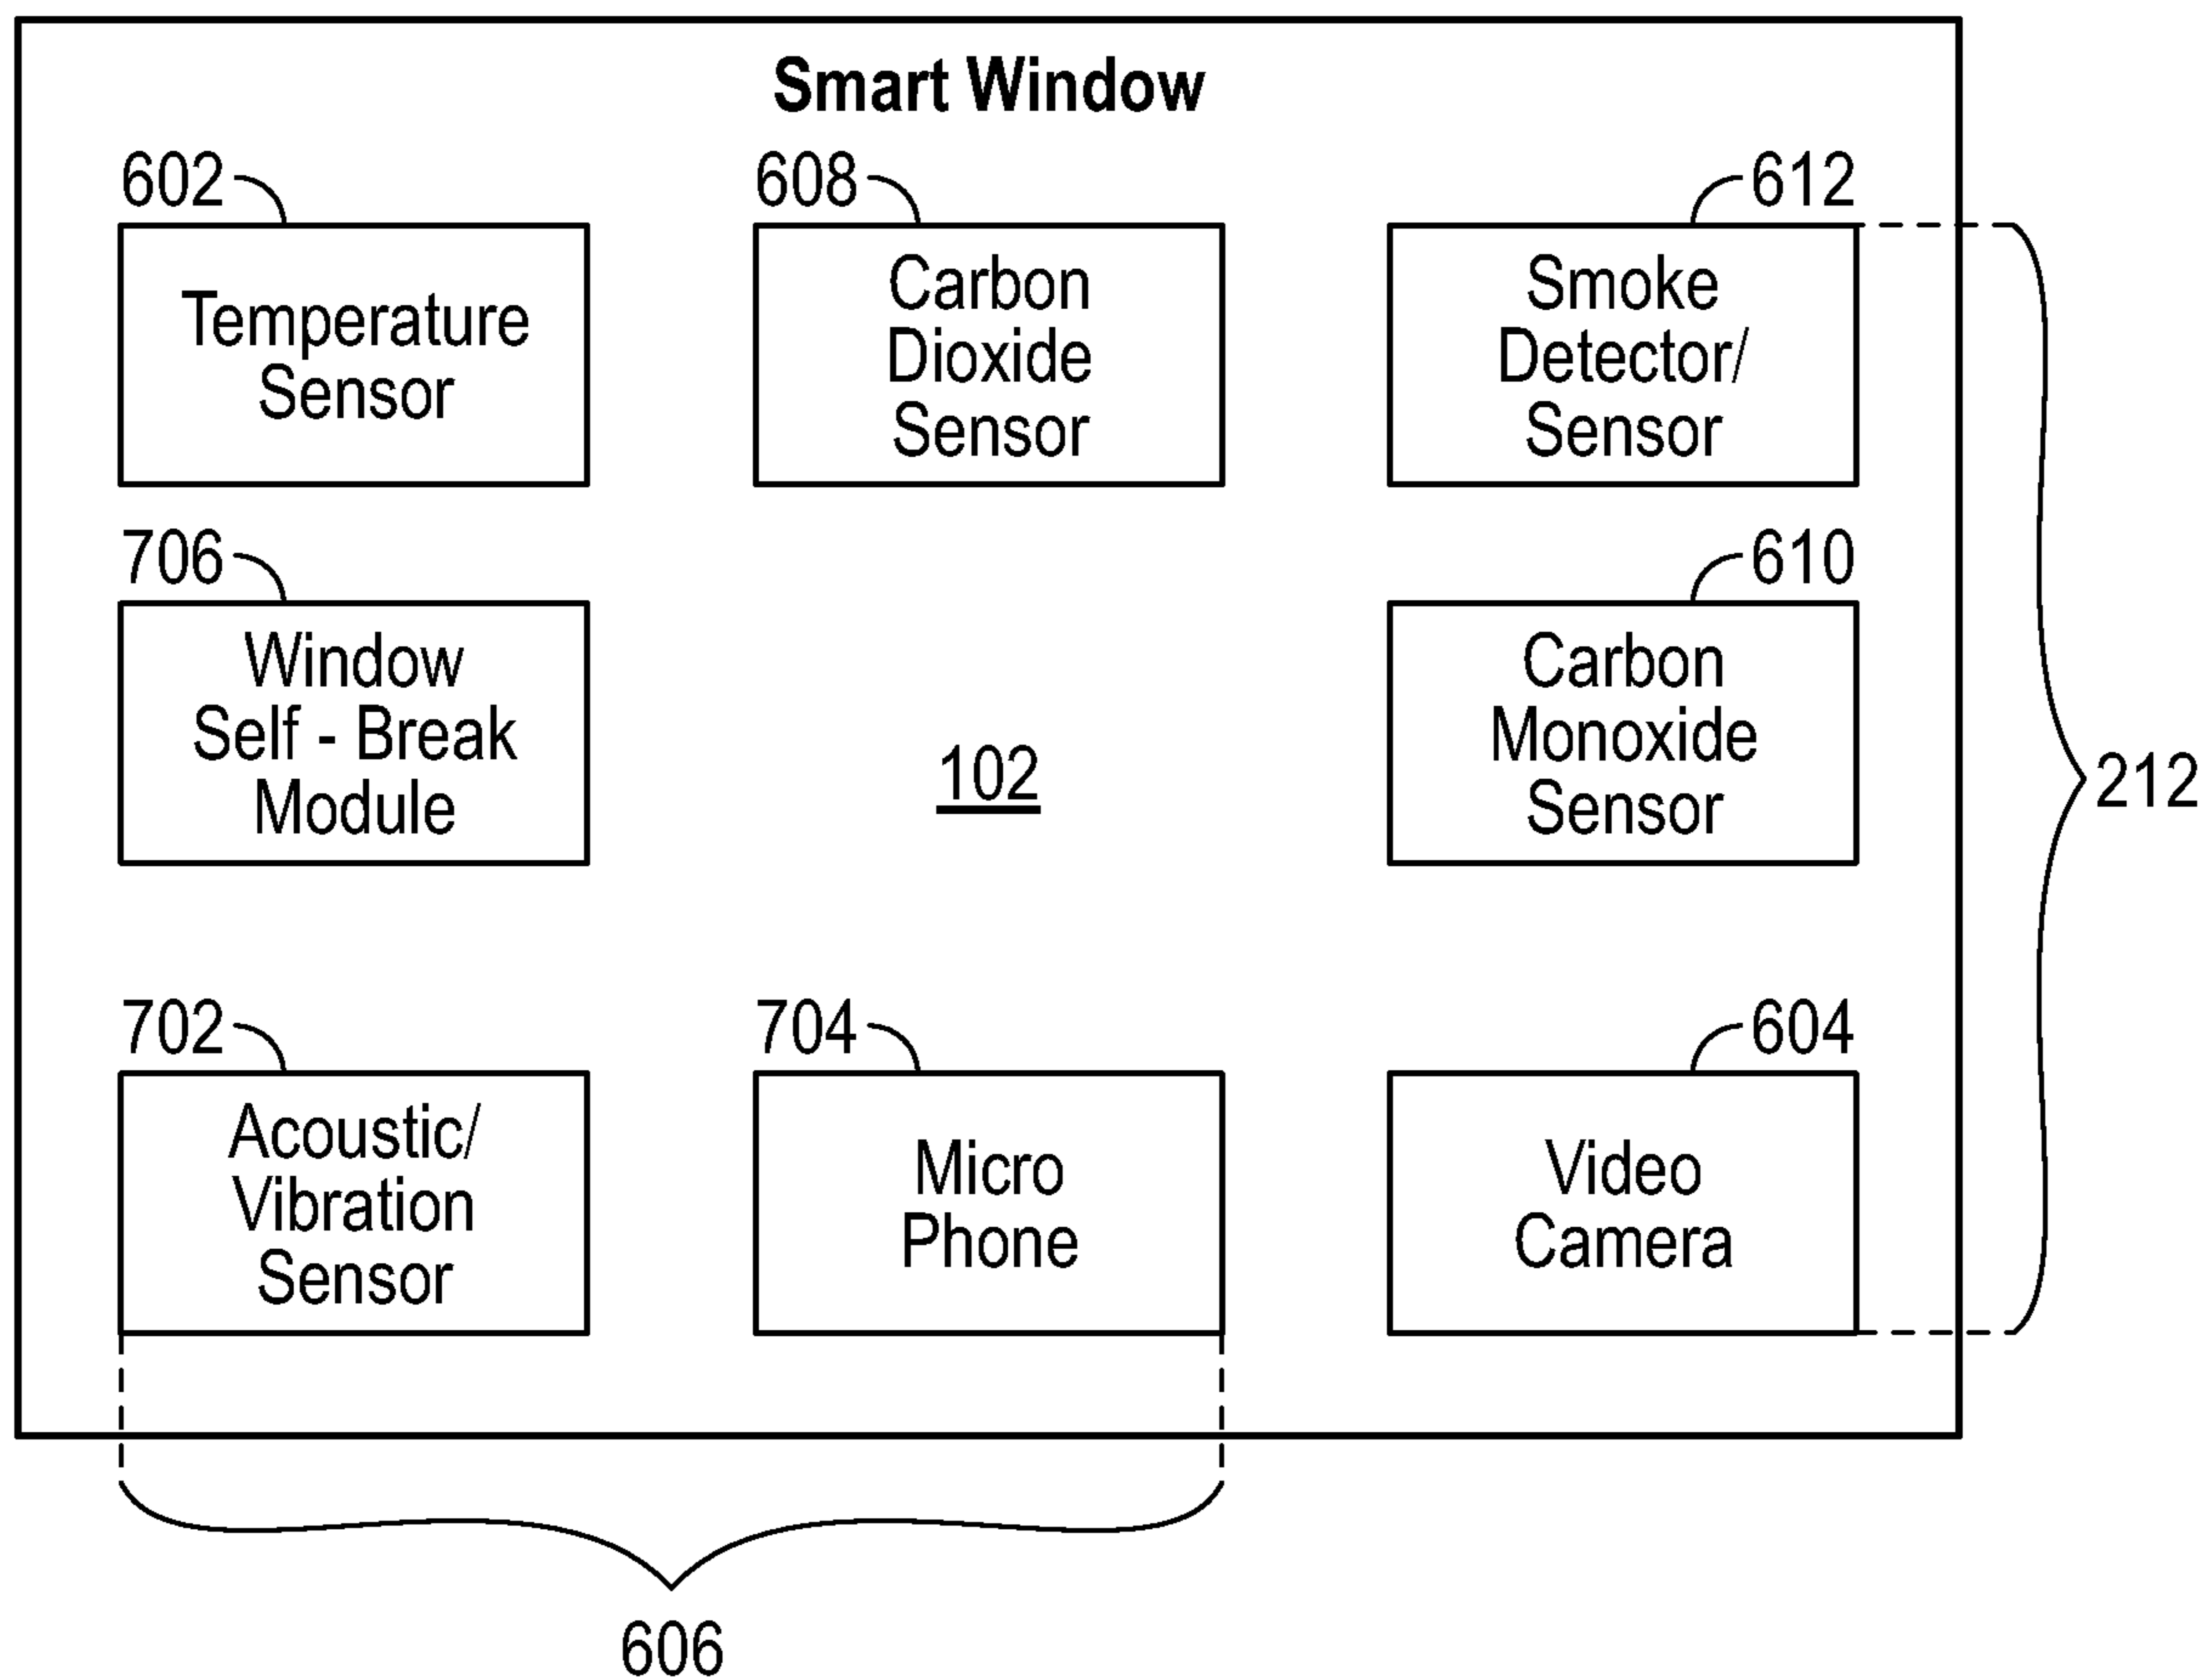 Smart Window
602
608
612
Temperature
Sensor
Carbon
Dioxide
Sensor
Smoke
Detector/
Sensor
706
610
Window
Self - Break
Module
102
Carbon
Monoxide
Sensor
212
702
704
604
Acoustic/
Vibration
Sensor
Micro
Phone
Video
Camera
606